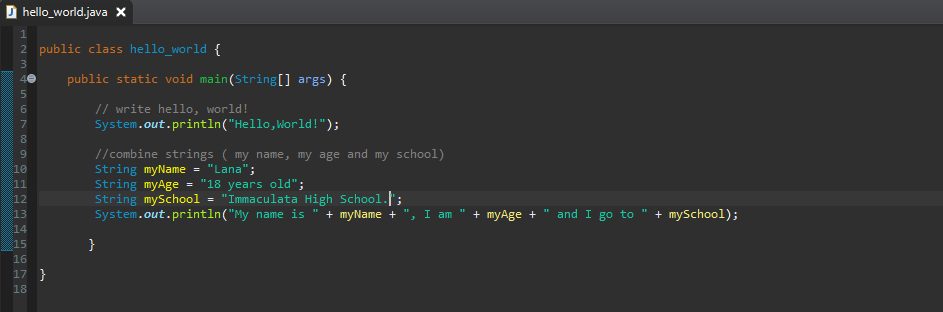 hello_world.java
1
2 public class hello_world {
3
4 public static void main(String[] args) {
5
6 // write hello, world!
7 System.out.println("Hello,World!");
8
9 //combine strings ( my name, my age and my school)
10 String myName = "Lana";
11 String myAge = "18 years old";
12 String mySchool = "Immaculata High School.";
13 System.out.println("My name is " + myName + ", I am " + myAge + " and I go to " + mySchool);
14
15 }
16
17 }
18